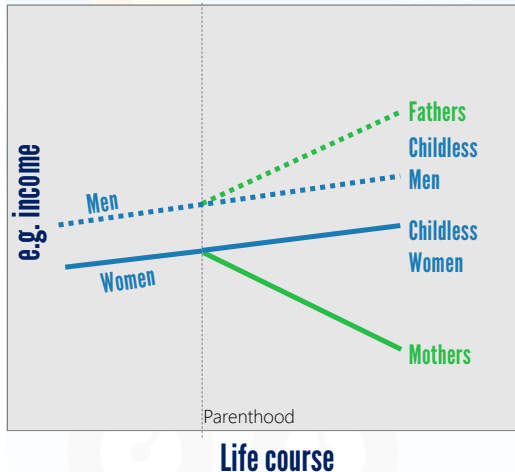 Fathers
Childless
Men
Men
e.g. income
Childless
Women
Women
Mothers
Parenthood
Life course